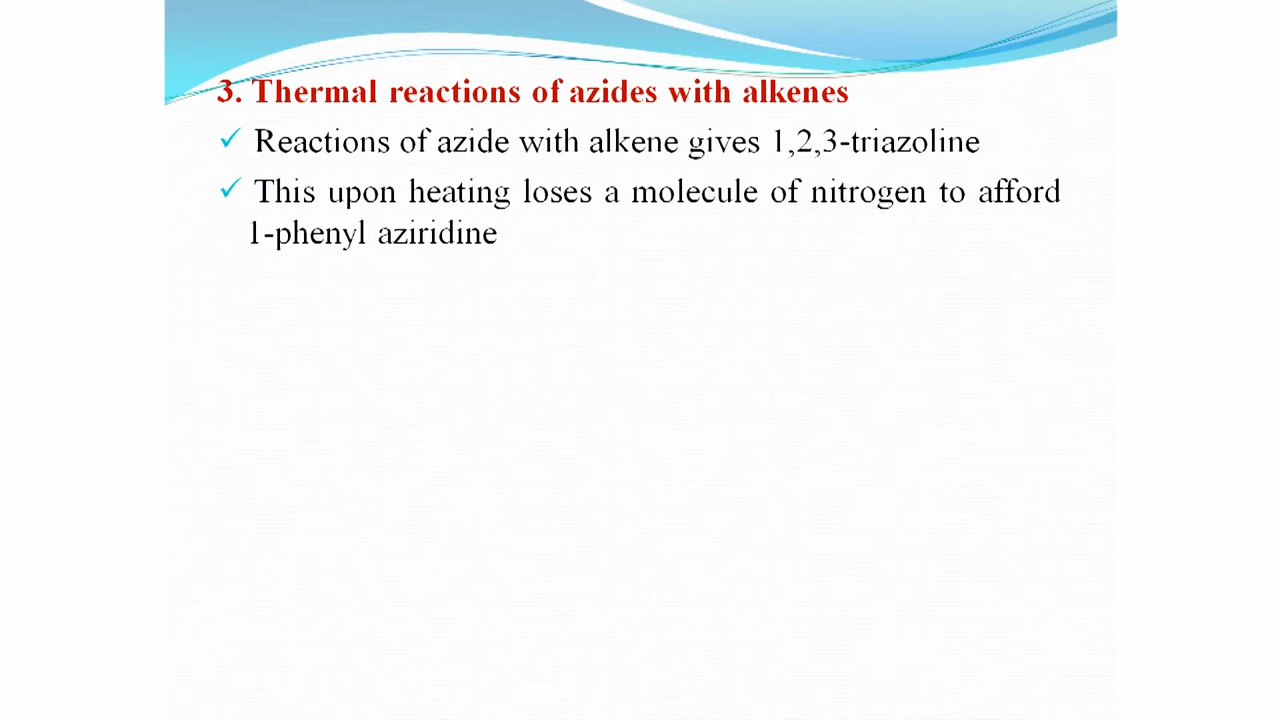 3. Thermal reactions of azides with alkenes
✓ Reactions of azide with alkene gives 1,2,3-triazoline
✓ This upon heating loses a molecule of nitrogen to afford
1-phenyl aziridine